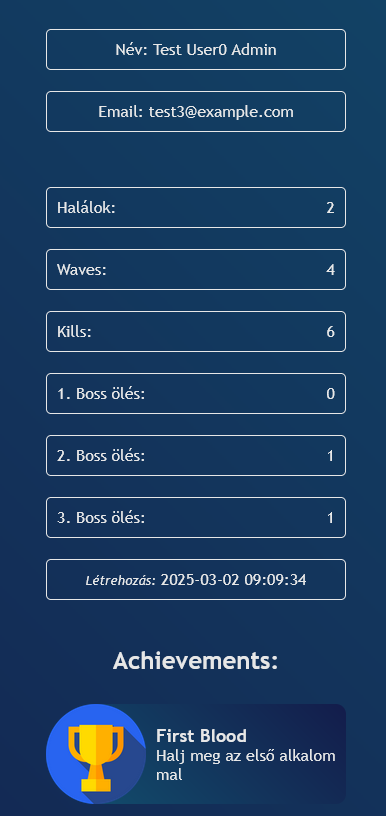 Név: Test User0 Admin
Email: test3@example.com
Halálok: 2
Waves: 4
Kills: 6
1. Boss ölés: 0
2. Boss ölés: 1
3. Boss ölés: 1
Létrehozás: 2025-03-02 09:09:34
Achievements:
First Blood
Halj meg az első alkalom
mal